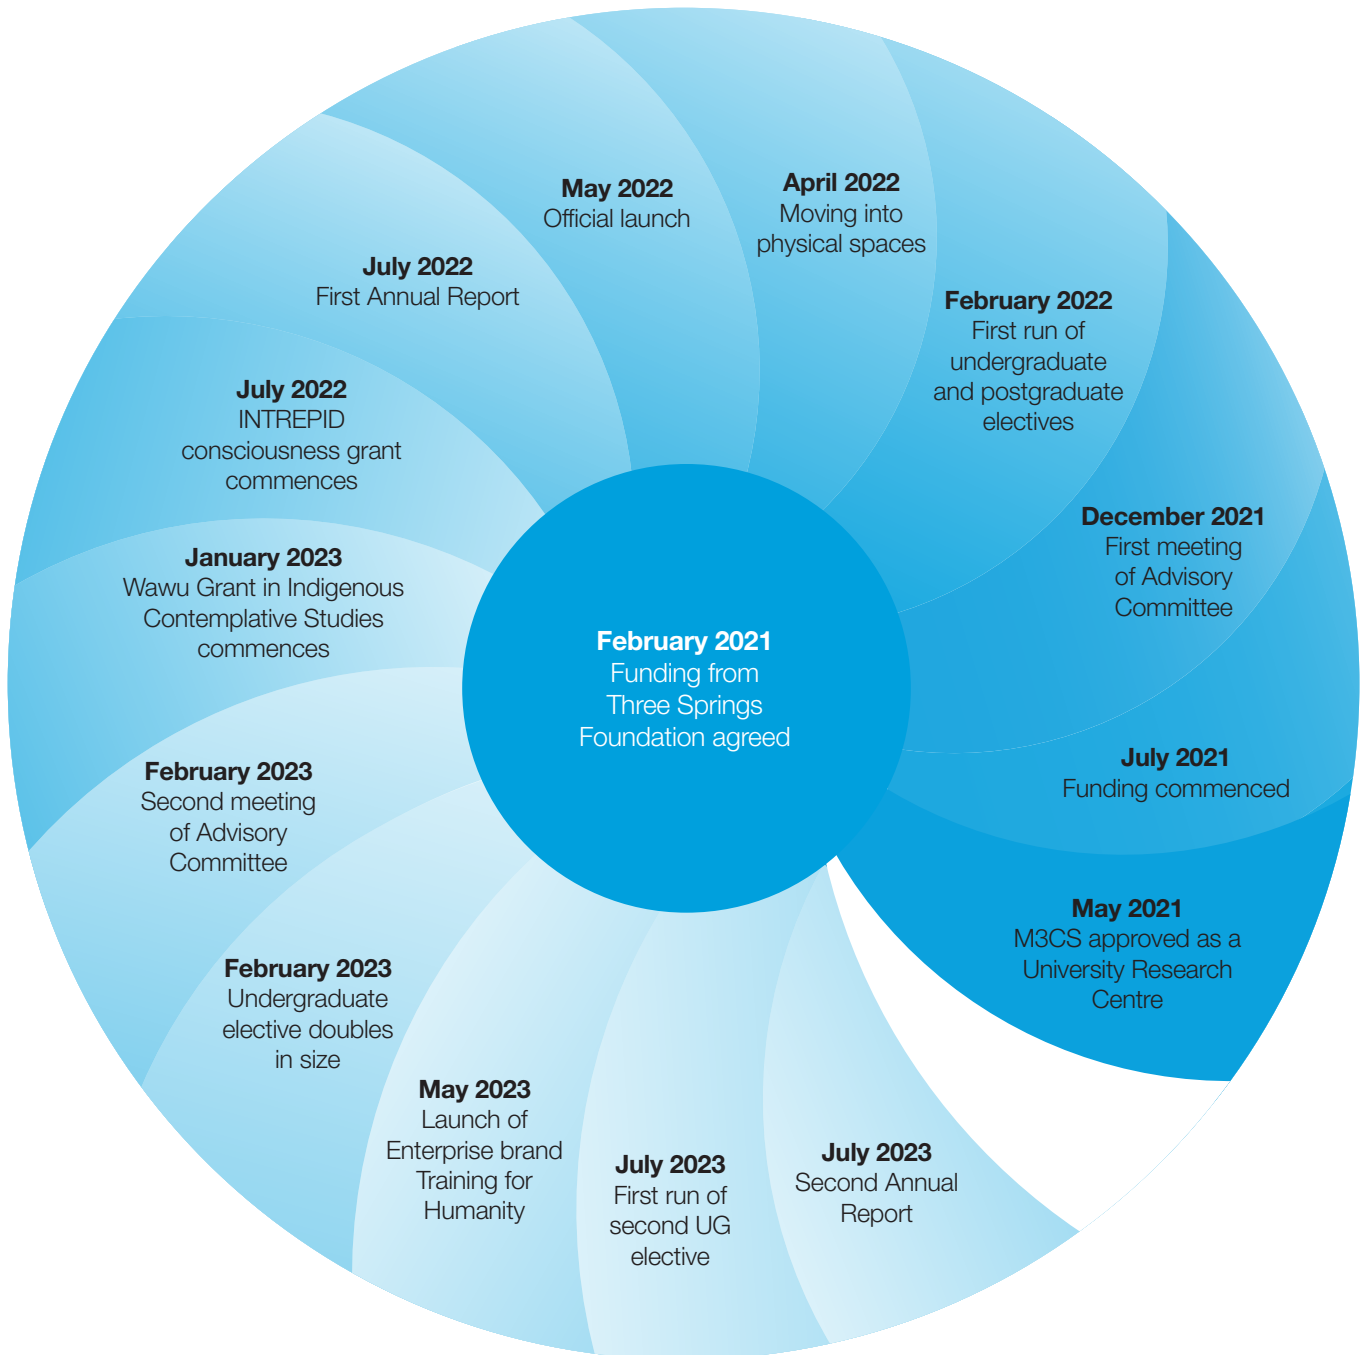 February 2021
Funding from
Three Springs
Foundation agreed
May 2021
M3CS approved as a
University Research
Centre
July 2021
Funding commenced
December 2021
First meeting
of Advisory
Committee
February 2022
First run of
undergraduate
and postgraduate
electives
April 2022
Moving into
physical spaces
May 2022
Official launch
July 2022
First Annual Report
July 2022
INTREPID
consciousness grant
commences
January 2023
Wawu Grant in Indigenous
Contemplative Studies
commences
February 2023
Second meeting
of Advisory
Committee
February 2023
Undergraduate
elective doubles
in size
May 2023
Launch of
Enterprise brand
Training for
Humanity
July 2023
First run of
second UG
elective
July 2023
Second Annual
Report